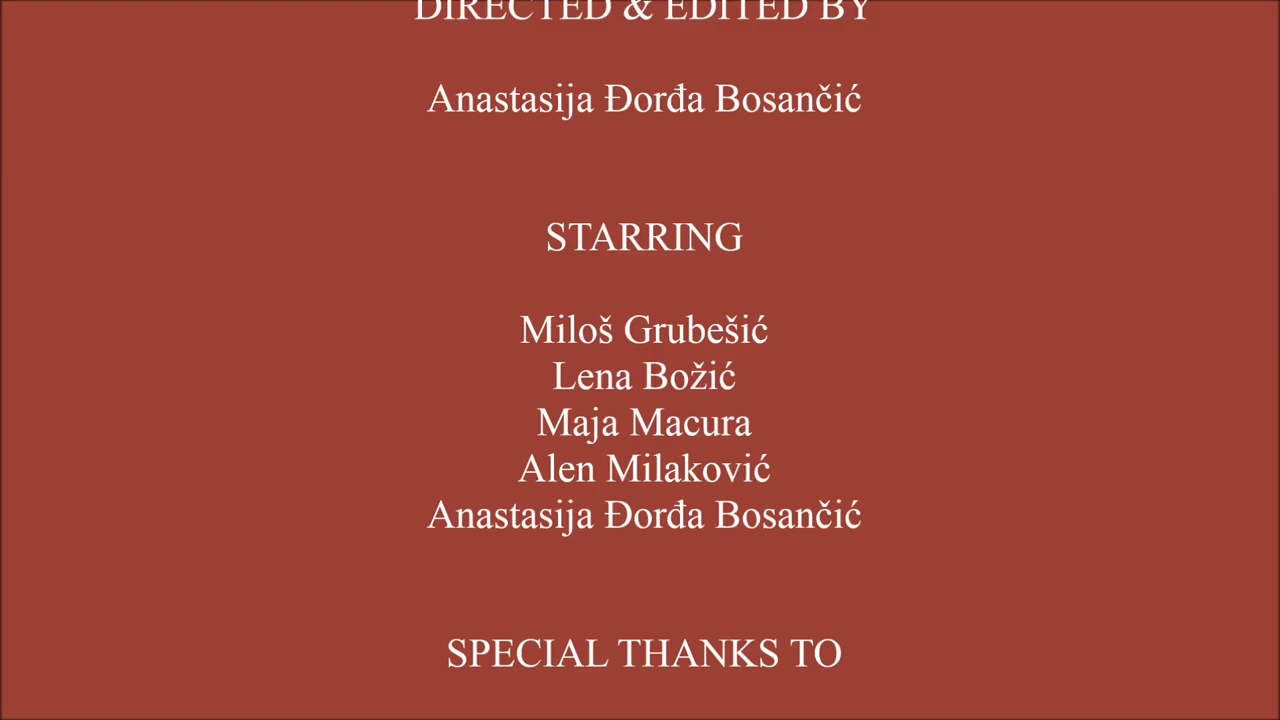 DIRECTED & EDITED BY
Anastasija Đorđa Bosančić
STARRING
Miloš Grubešić
Lena Božić
Maja Macura
Alen Milaković
Anastasija Đorđa Bosančić
SPECIAL THANKS TO